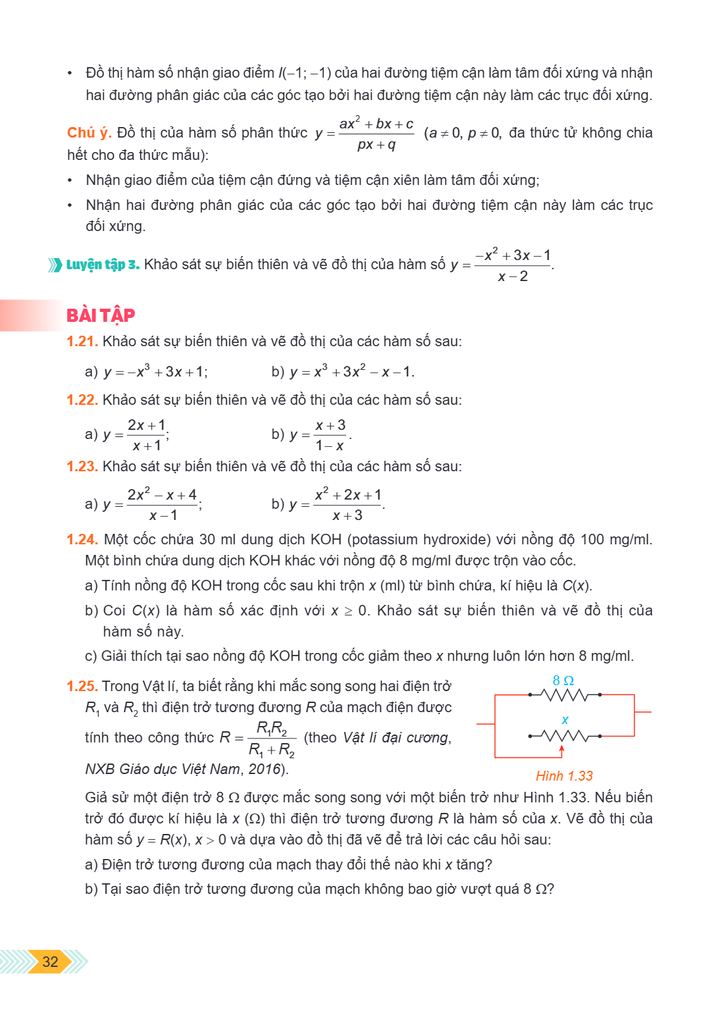 • Đồ thị hàm số nhận giao điểm I(−1; −1) của hai đường tiệm cận làm tâm đối xứng và nhận
hai đường phân giác của các góc tạo bởi hai đường tiệm cận này làm các trục đối xứng.
Chú ý. Đồ thị của hàm số phân thức y = (ax² + bx + c)/(px + q) (a ≠ 0, p ≠ 0, đa thức tử không chia
hết cho đa thức mẫu):
• Nhận giao điểm của tiệm cận đứng và tiệm cận xiên làm tâm đối xứng;
• Nhận hai đường phân giác của các góc tạo bởi hai đường tiệm cận này làm các trục
đối xứng.
Luyện tập 3. Khảo sát sự biến thiên và vẽ đồ thị của hàm số y = (−x² + 3x − 1)/(x − 2).
BÀI TẬP
1.21. Khảo sát sự biến thiên và vẽ đồ thị của các hàm số sau:
a) y = −x³ + 3x + 1; b) y = x³ + 3x² − x − 1.
1.22. Khảo sát sự biến thiên và vẽ đồ thị của các hàm số sau:
a) y = (2x + 1)/(x + 1); b) y = (x + 3)/(1 − x).
1.23. Khảo sát sự biến thiên và vẽ đồ thị của các hàm số sau:
a) y = (2x² − x + 4)/(x − 1); b) y = (x² + 2x + 1)/(x + 3).
1.24. Một cốc chứa 30 ml dung dịch KOH (potassium hydroxide) với nồng độ 100 mg/ml.
Một bình chứa dung dịch KOH khác với nồng độ 8 mg/ml được trộn vào cốc.
a) Tính nồng độ KOH trong cốc sau khi trộn x (ml) từ bình chứa, kí hiệu là C(x).
b) Coi C(x) là hàm số xác định với x ≥ 0. Khảo sát sự biến thiên và vẽ đồ thị của
hàm số này.
c) Giải thích tại sao nồng độ KOH trong cốc giảm theo x nhưng luôn lớn hơn 8 mg/ml.
1.25. Trong Vật lí, ta biết rằng khi mắc song song hai điện trở
R₁ và R₂ thì điện trở tương đương R của mạch điện được
tính theo công thức R = R₁R₂/(R₁ + R₂) (theo Vật lí đại cương,
NXB Giáo dục Việt Nam, 2016).
8 Ω
x
Hình 1.33
Giả sử một điện trở 8 Ω được mắc song song với một biến trở như Hình 1.33. Nếu biến
trở đó được kí hiệu là x (Ω) thì điện trở tương đương R là hàm số của x. Vẽ đồ thị của
hàm số y = R(x), x > 0 và dựa vào đồ thị đã vẽ để trả lời các câu hỏi sau:
a) Điện trở tương đương của mạch thay đổi thế nào khi x tăng?
b) Tại sao điện trở tương đương của mạch không bao giờ vượt quá 8 Ω?
32